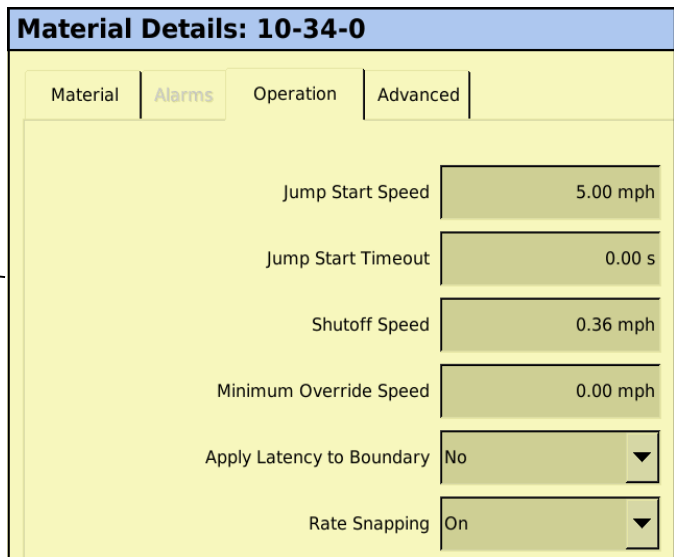 Material Details: 10-34-0
Material Alarms Operation Advanced
Jump Start Speed 5.00 mph
Jump Start Timeout 0.00 s
Shutoff Speed 0.36 mph
Minimum Override Speed 0.00 mph
Apply Latency to Boundary No
Rate Snapping On